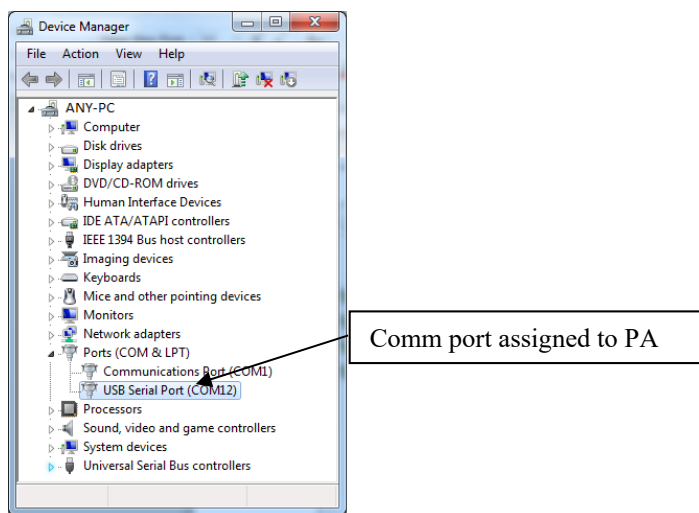 Device Manager
File Action View Help
ANY-PC
Computer
Disk drives
Display adapters
DVD/CD-ROM drives
Human Interface Devices
IDE ATA/ATAPI controllers
IEEE 1394 Bus host controllers
Imaging devices
Keyboards
Mice and other pointing devices
Monitors
Network adapters
Ports (COM & LPT)
Communications Port (COM1)
USB Serial Port (COM12)
Processors
Sound, video and game controllers
System devices
Universal Serial Bus controllers
Comm port assigned to PA